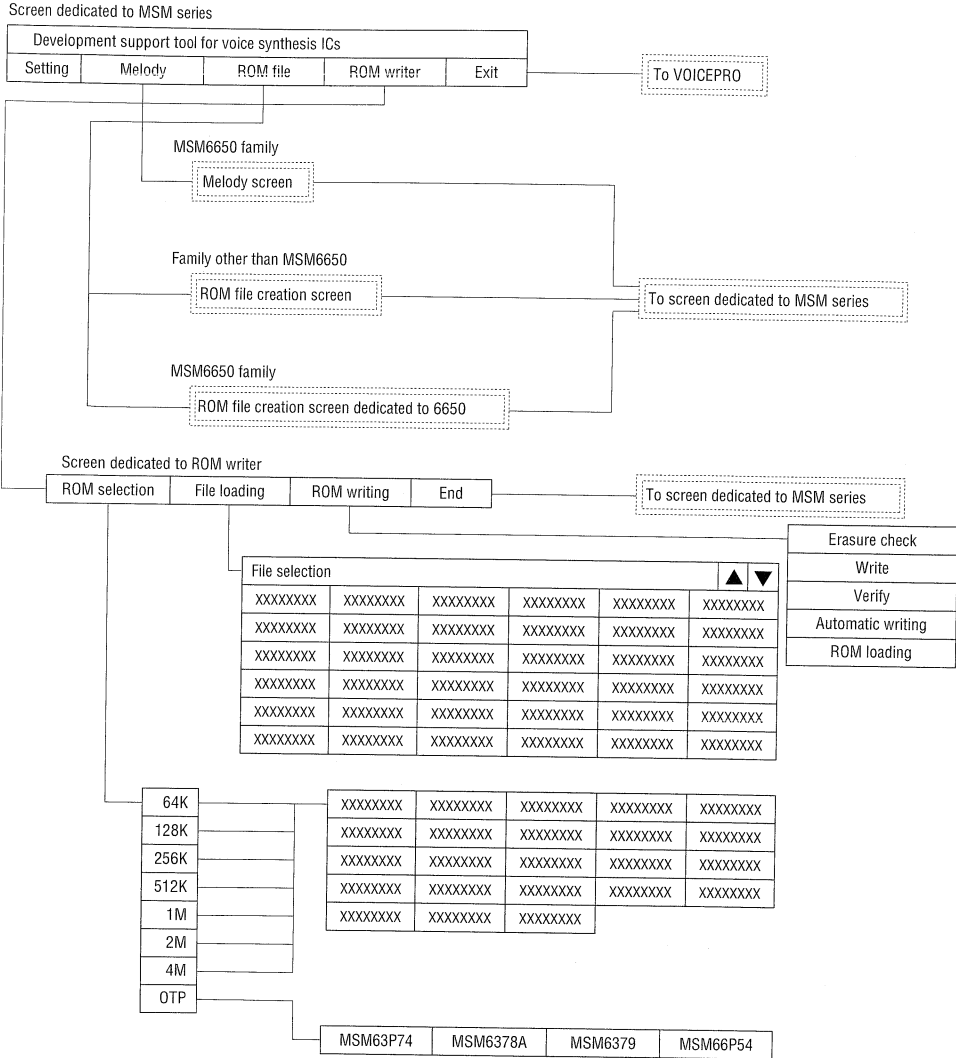 Screen dedicated to MSM series
Development support tool for voice synthesis ICs
Setting Melody ROM file ROM writer Exit
To VOICEPRO
MSM6650 family
Melody screen
Family other than MSM6650
ROM file creation screen
To screen dedicated to MSM series
MSM6650 family
ROM file creation screen dedicated to 6650
Screen dedicated to ROM writer
ROM selection File loading ROM writing End
To screen dedicated to MSM series
Erasure check
Write
Verify
Automatic writing
ROM loading
File selection ▲ ▼
XXXXXXXX XXXXXXXX XXXXXXXX XXXXXXXX XXXXXXXX XXXXXXXX
XXXXXXXX XXXXXXXX XXXXXXXX XXXXXXXX XXXXXXXX XXXXXXXX
XXXXXXXX XXXXXXXX XXXXXXXX XXXXXXXX XXXXXXXX XXXXXXXX
XXXXXXXX XXXXXXXX XXXXXXXX XXXXXXXX XXXXXXXX XXXXXXXX
XXXXXXXX XXXXXXXX XXXXXXXX XXXXXXXX XXXXXXXX XXXXXXXX
XXXXXXXX XXXXXXXX XXXXXXXX XXXXXXXX XXXXXXXX XXXXXXXX
64K
128K
256K
512K
1M
2M
4M
OTP
XXXXXXXX XXXXXXXX XXXXXXXX XXXXXXXX XXXXXXXX
XXXXXXXX XXXXXXXX XXXXXXXX XXXXXXXX XXXXXXXX
XXXXXXXX XXXXXXXX XXXXXXXX XXXXXXXX XXXXXXXX
XXXXXXXX XXXXXXXX XXXXXXXX XXXXXXXX XXXXXXXX
XXXXXXXX XXXXXXXX XXXXXXXX
MSM63P74 MSM6378A MSM6379 MSM66P54